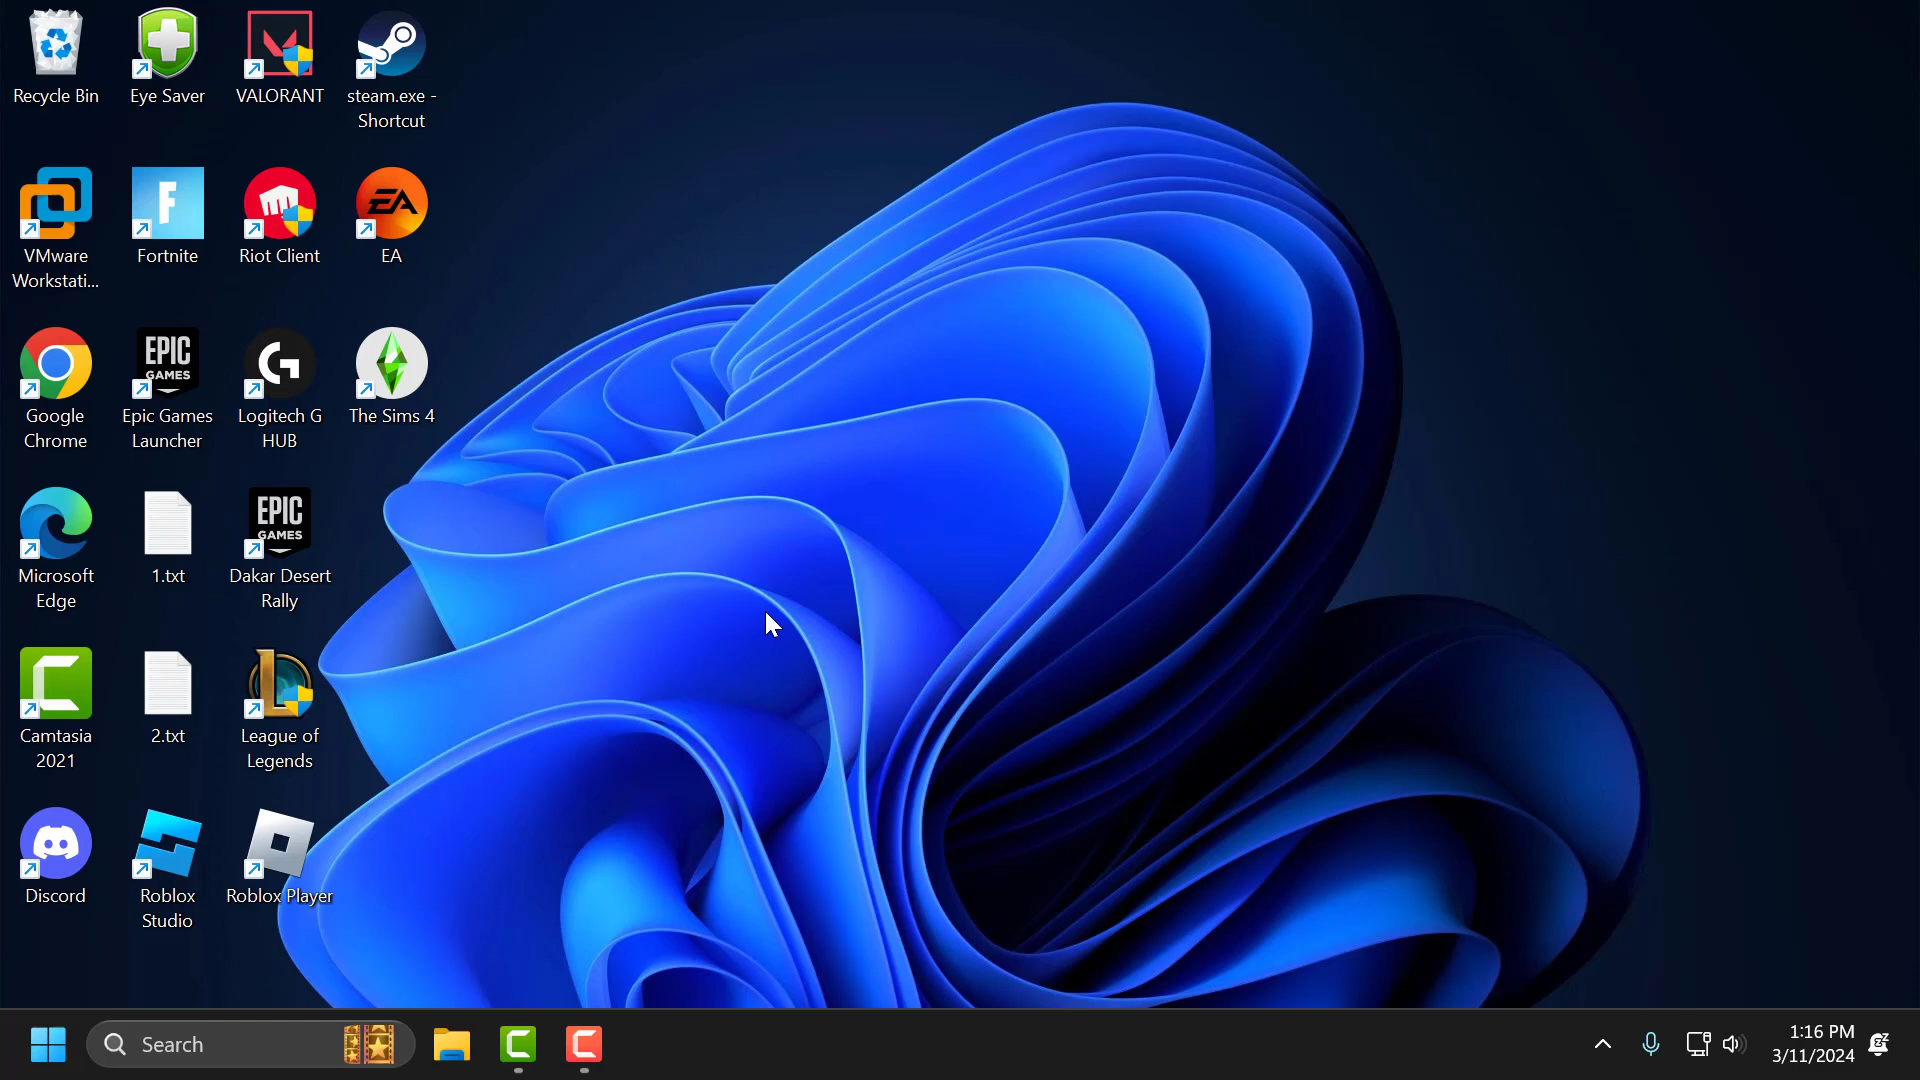 Recycle Bin
Eye Saver
VALORANT
steam.exe -
Shortcut
VMware
Workstati...
F
Fortnite
Riot Client
EA
EA
Google
Chrome
EPIC
GAMES
Epic Games
Launcher
G
Logitech G
HUB
The Sims 4
Microsoft
Edge
1.txt
EPIC
GAMES
Dakar Desert
Rally
C
Camtasia
2021
2.txt
L
League of
Legends
Discord
Roblox
Studio
Roblox Player
Search
C
C
1:16 PM
3/11/2024